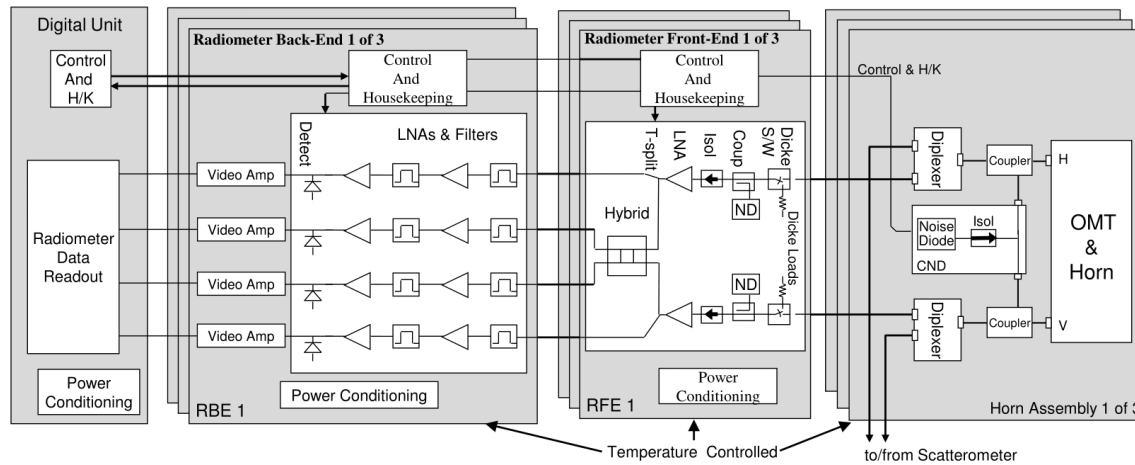 Digital Unit
Control
And
H/K
Radiometer
Data
Readout
Power
Conditioning
Radiometer Back-End 1 of 3
Control
And
Housekeeping
Detect
LNAs & Filters
Video Amp
Video Amp
Video Amp
Video Amp
Power Conditioning
RBE 1
Radiometer Front-End 1 of 3
Control
And
Housekeeping
T-split
LNA
Isol
Coup
Dicke
S/W
ND
Hybrid
Dicke Loads
ND
Power
Conditioning
RFE 1
Control & H/K
Diplexer
Coupler
H
Noise
Diode
Isol
CND
OMT
&
Horn
Diplexer
Coupler
V
Horn Assembly 1 of 3
Temperature Controlled
to/from Scatterometer